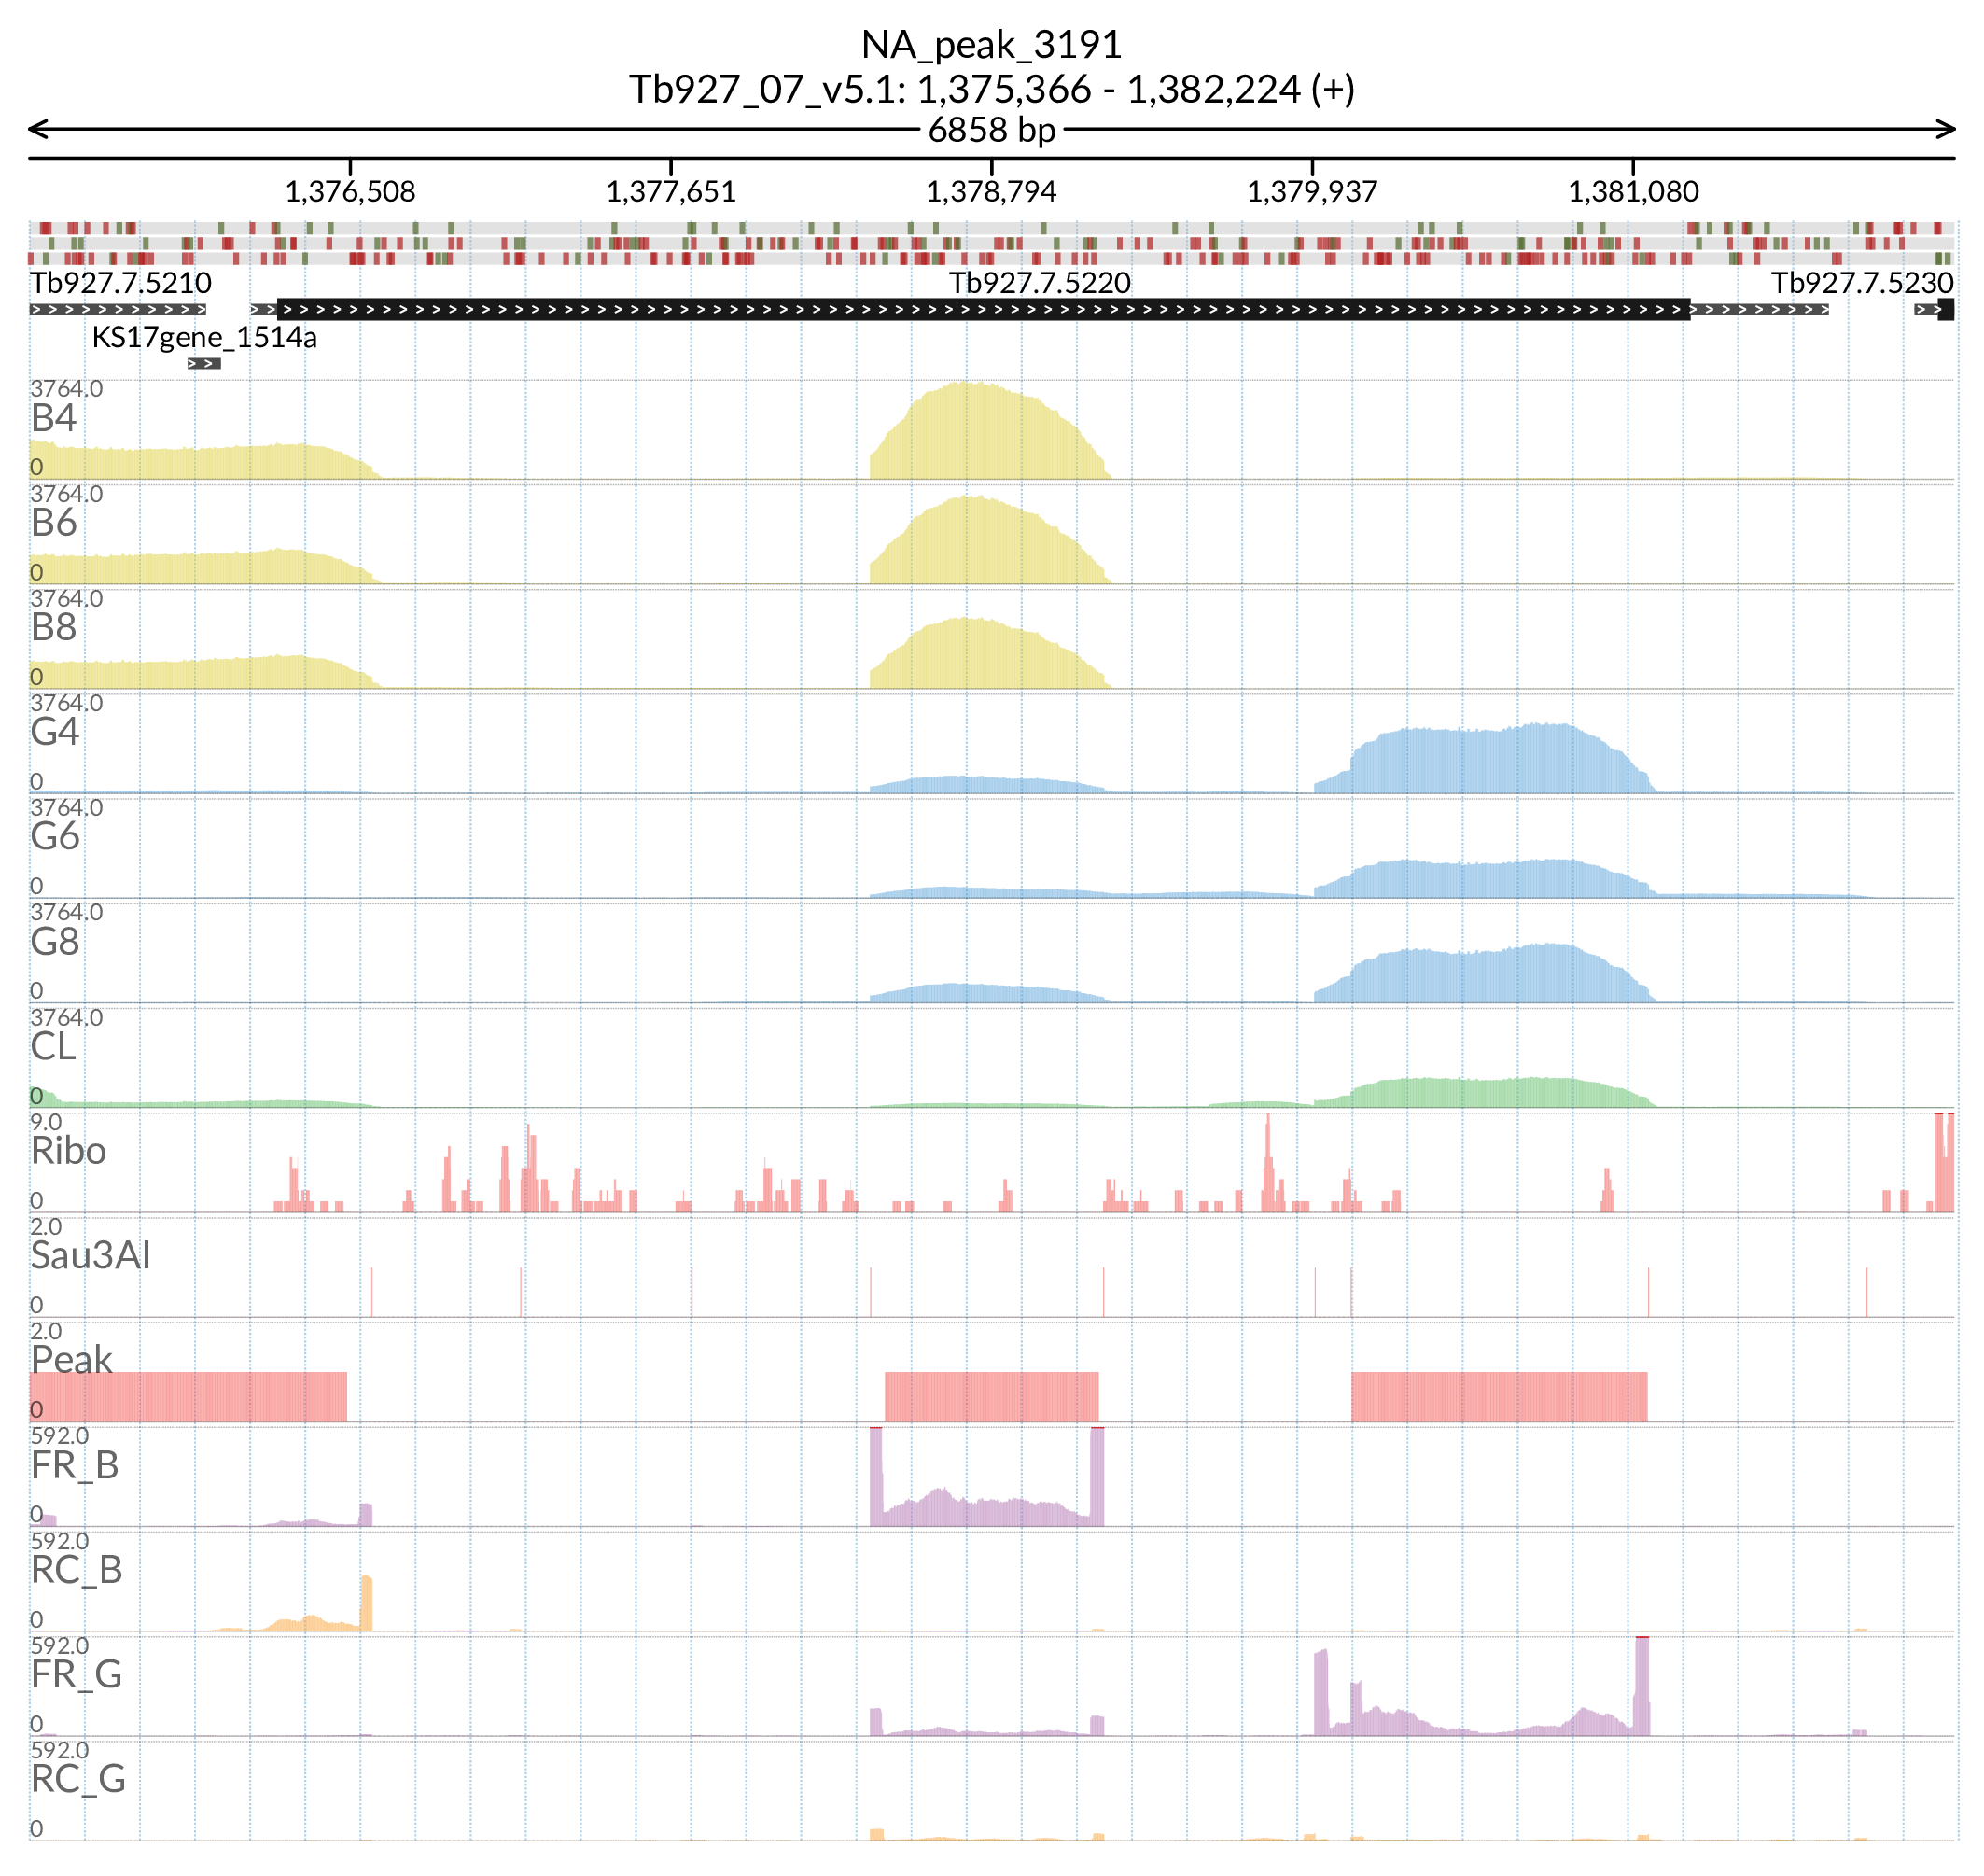 NA_peak_3191
Tb927_07_v5.1: 1,375,366 - 1,382,224 (+)
6858 bp
1,376,508 1,377,651 1,378,794 1,379,937 1,381,080
Tb927.7.5210 Tb927.7.5220 Tb927.7.5230
KS17gene_1514a
3764.0
B4
0
3764.0
B6
0
3764.0
B8
0
3764.0
G4
0
3764.0
G6
0
3764.0
G8
0
3764.0
CL
0
9.0
Ribo
0
2.0
Sau3AI
0
2.0
Peak
0
592.0
FR_B
0
592.0
RC_B
0
592.0
FR_G
0
592.0
RC_G
0